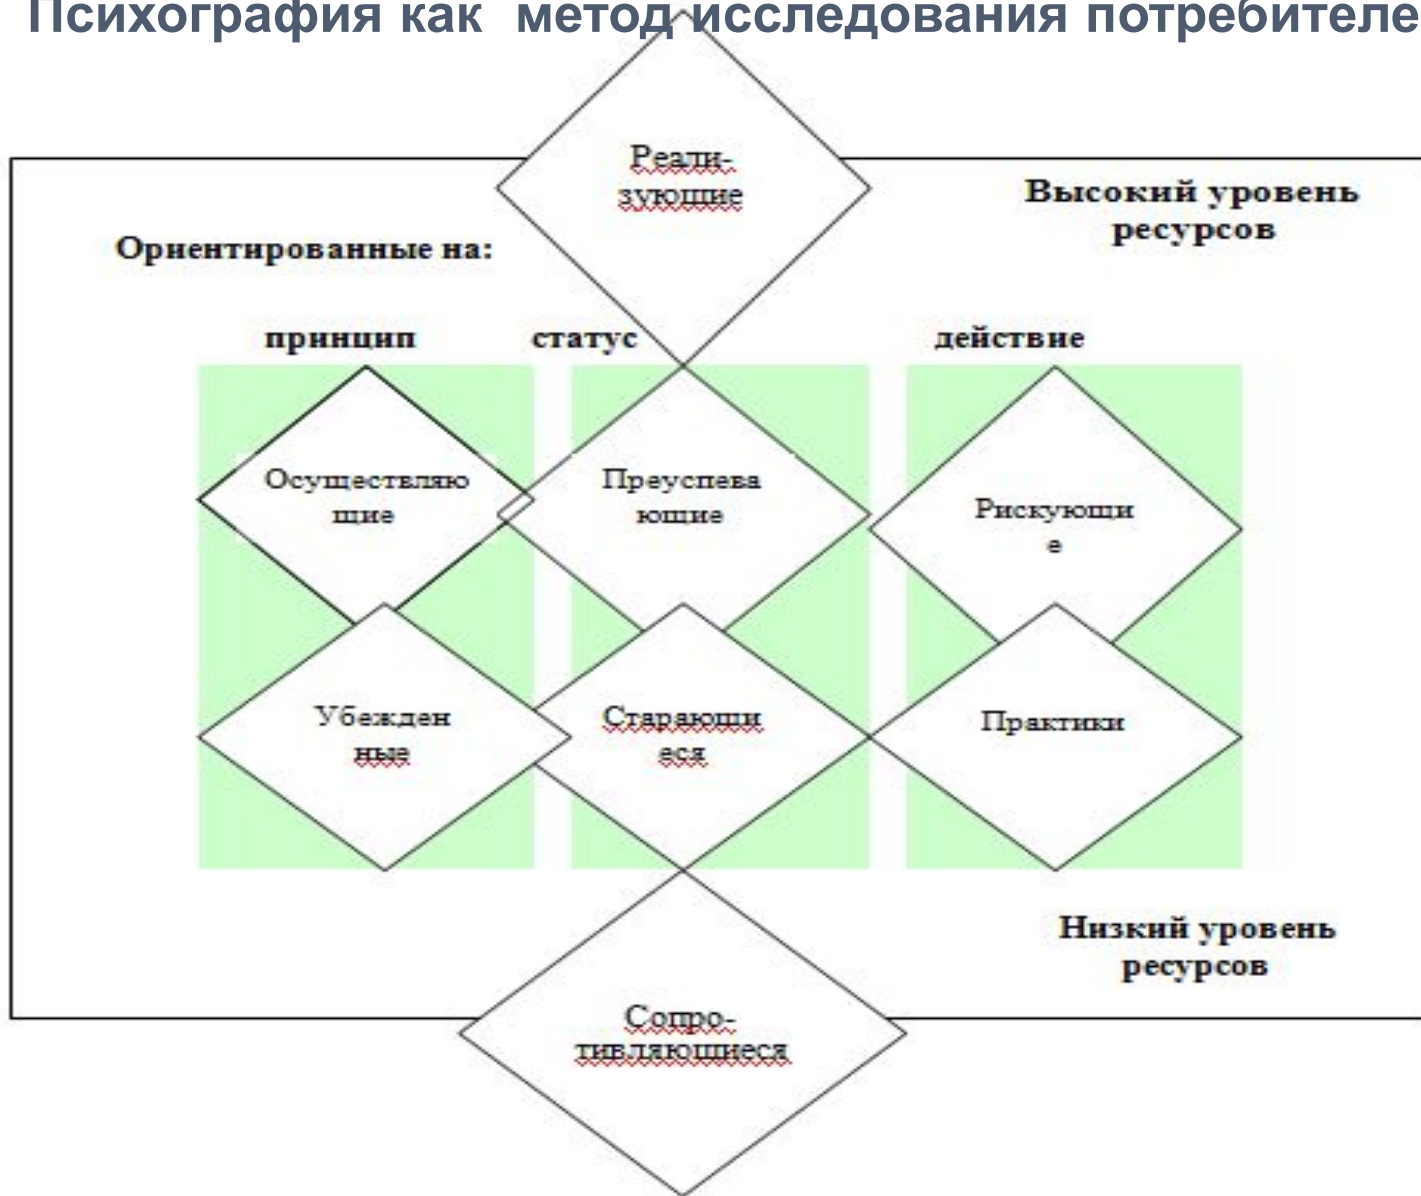 Психография как метод исследования потребителе
Реали-
зующие
Высокий уровень
ресурсов
Ориентированные на:
принцип статус действие
Осуществляю
щие
Преуспева
ющие
Рискующи
е
Убежден
ные
Старающи
еся
Практики
Низкий уровень
ресурсов
Сопро-
тивляющиеся